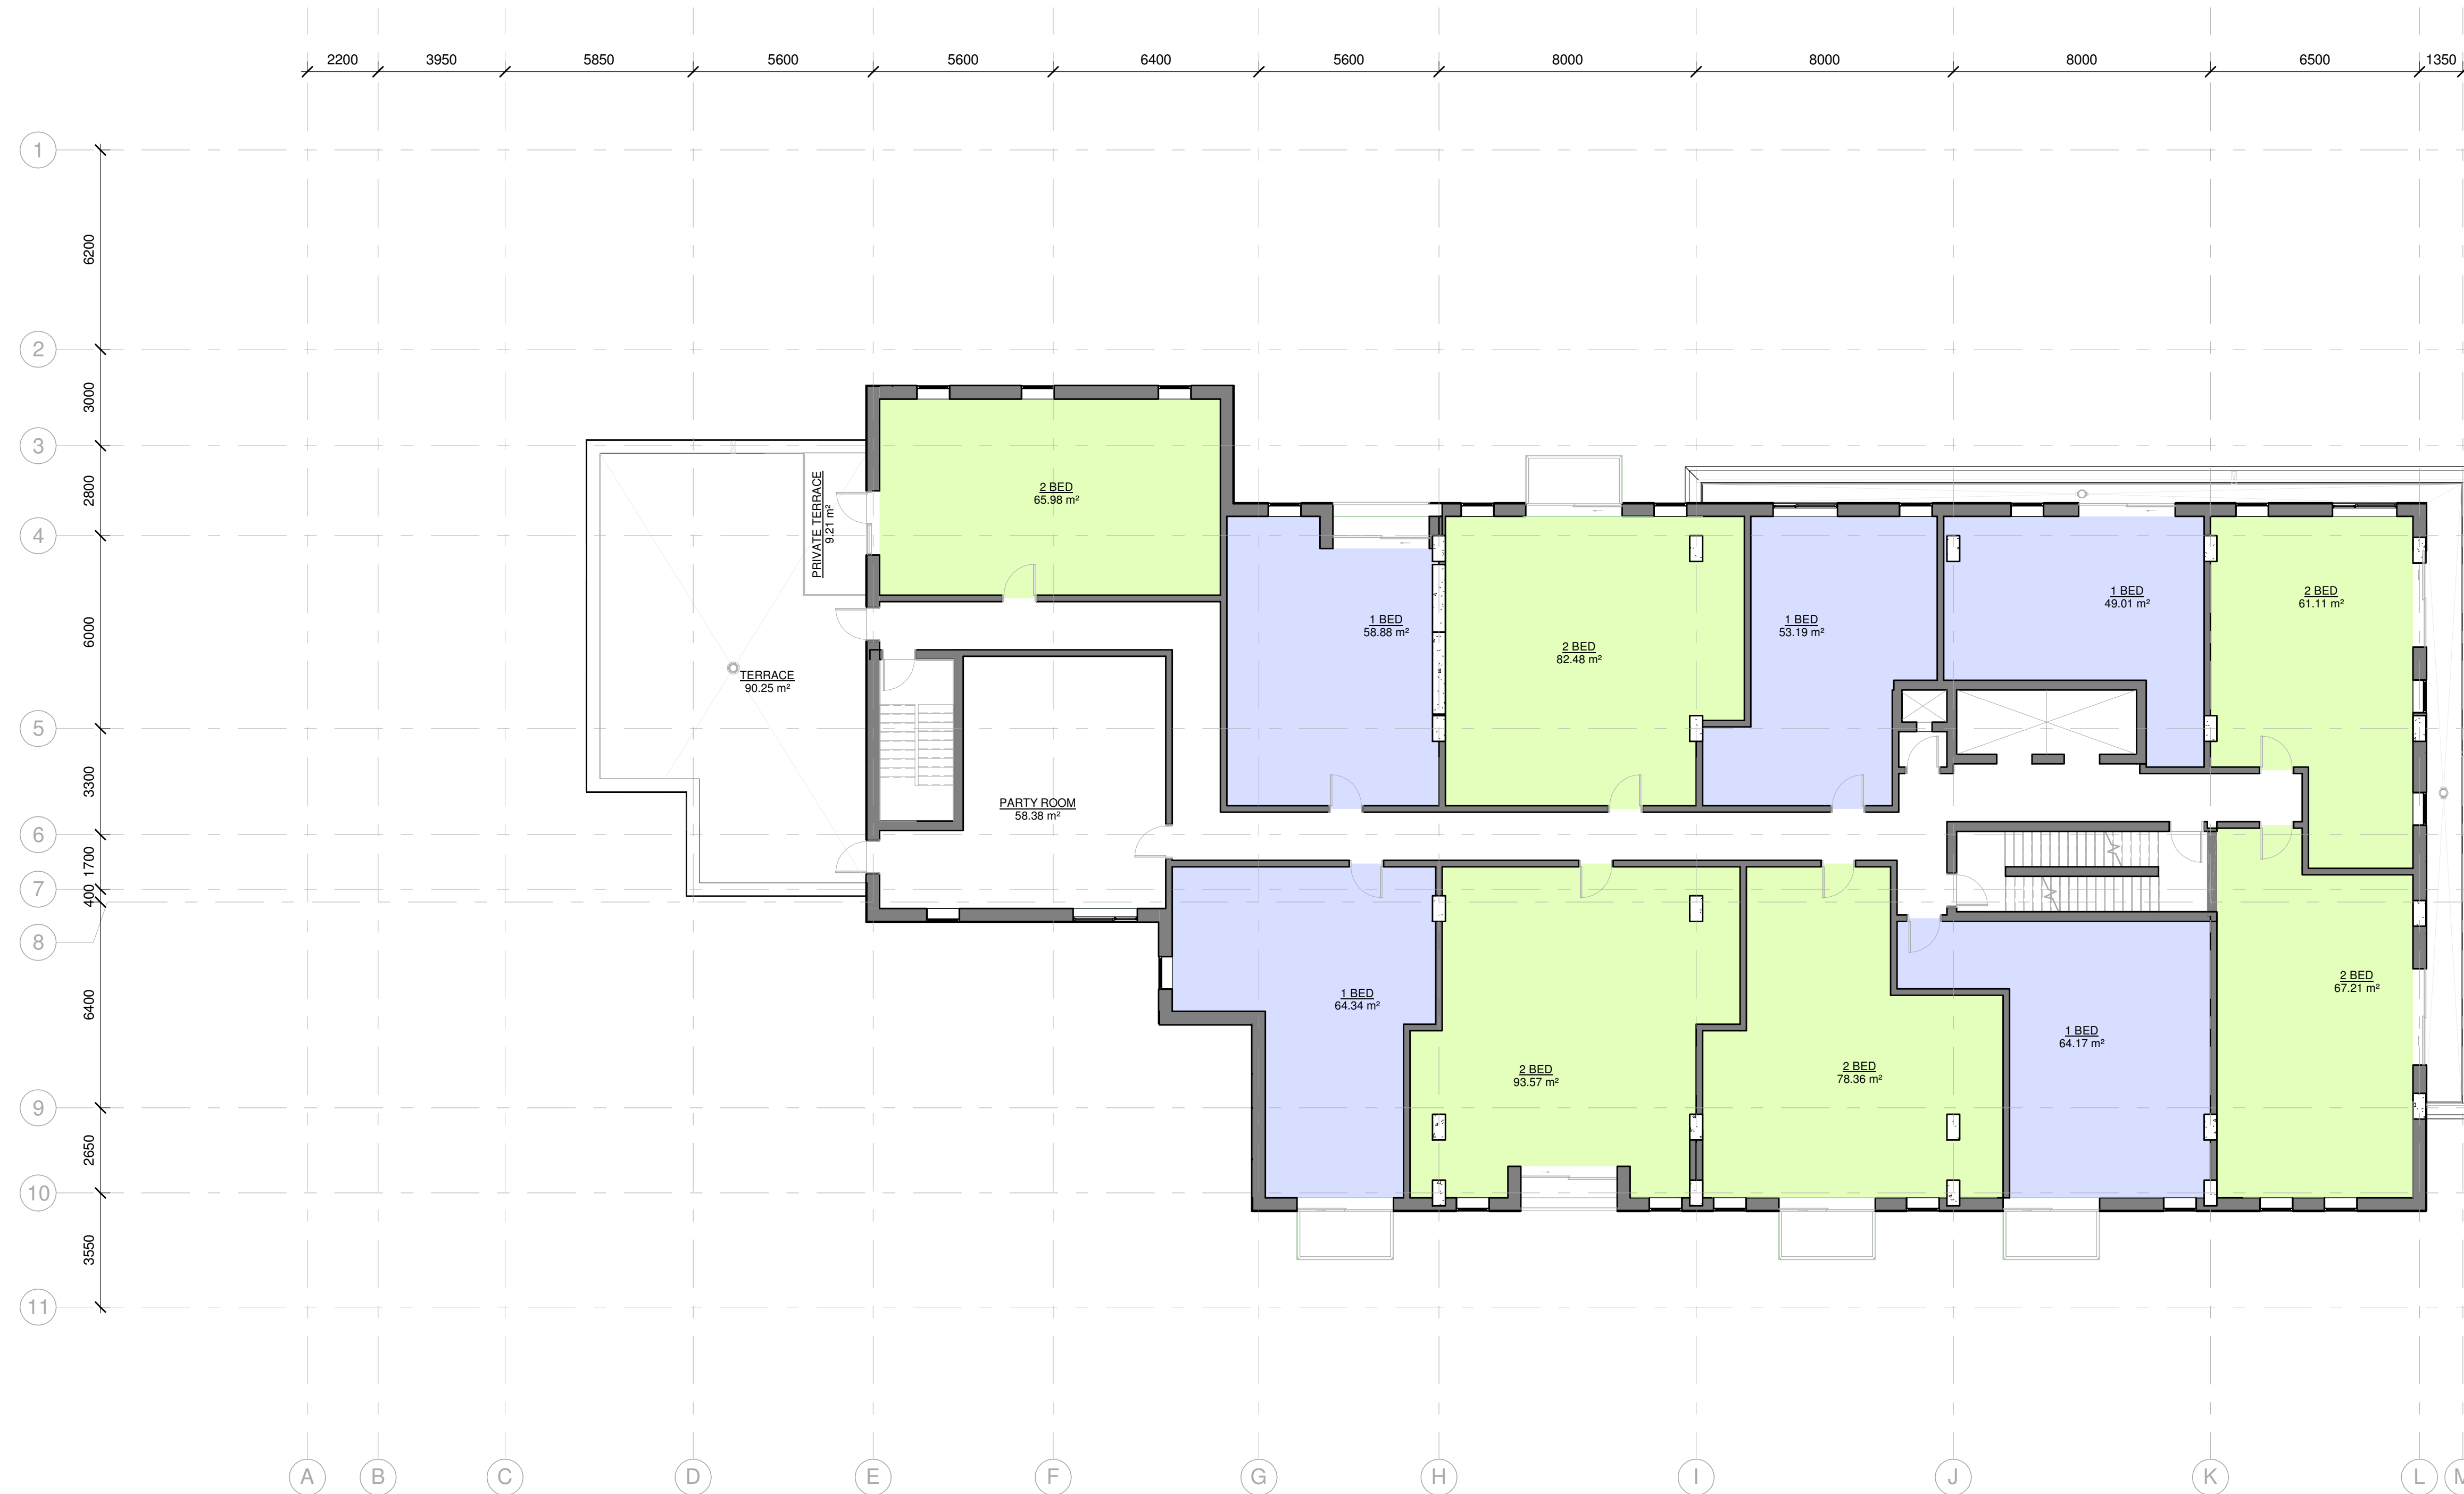 2200 3950 5850 5600 5600 6400 5600 8000 8000 8000 6500 1350
1
6200
2
3000
3
2800
4
6000
5
3300
6
1700
7
400
8
6400
9
2650
10
3550
11
2 BED
65.98 m²
PRIVATE TERRACE
9.21 m²
TERRACE
90.25 m²
PARTY ROOM
58.38 m²
1 BED
58.88 m²
2 BED
82.48 m²
1 BED
53.19 m²
1 BED
49.01 m²
2 BED
61.11 m²
1 BED
64.34 m²
2 BED
93.57 m²
2 BED
78.36 m²
1 BED
64.17 m²
2 BED
67.21 m²
A B C D E F G H I J K L